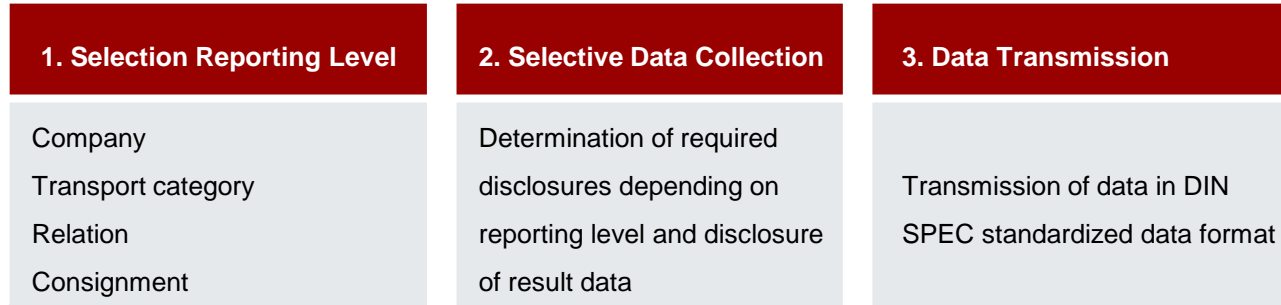 1. Selection Reporting Level
Company
Transport category
Relation
Consignment
2. Selective Data Collection
Determination of required
disclosures depending on
reporting level and disclosure
of result data
3. Data Transmission
Transmission of data in DIN
SPEC standardized data format